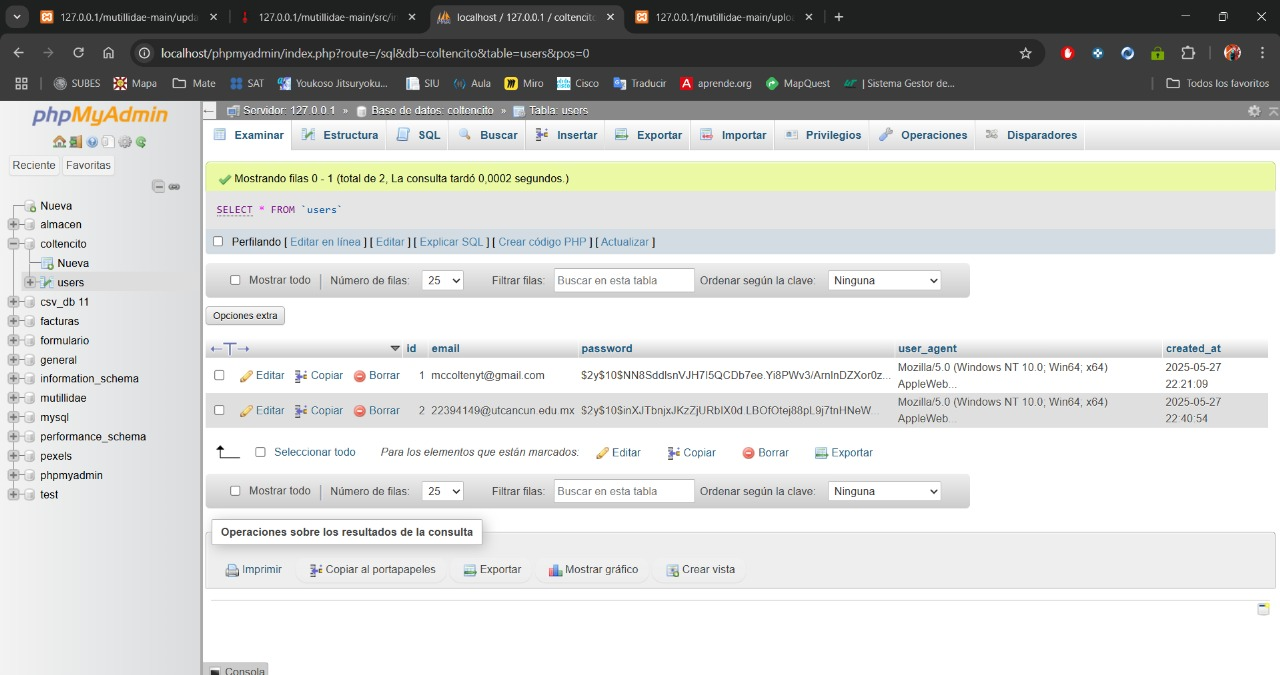 127.0.0.1/mutillidae-main/upda
127.0.0.1/mutillidae-main/src/in
localhost / 127.0.0.1 / coltencito
127.0.0.1/mutillidae-main/uplo
localhost/phpmyadmin/index.php?route=/sql&db=coltencito&table=users&pos=0
SUBES Mapa Mate SAT Youkoso Jitsuryoku... SIU Aula Miro Cisco Traducir aprende.org MapQuest | Sistema Gestor de... Todos los favoritos
phpMyAdmin
Reciente Favoritas
Nueva
almacen
coltencito
Nueva
users
csv_db 11
facturas
formulario
general
information_schema
mutillidae
mysql
performance_schema
pexels
phpmyadmin
test
Servidor: 127.0.0.1 » Base de datos: coltencito » Tabla: users
Examinar Estructura SQL Buscar Insertar Exportar Importar Privilegios Operaciones Disparadores
Mostrando filas 0 - 1 (total de 2, La consulta tardó 0,0002 segundos.)
SELECT * FROM `users`
Perfilando [ Editar en línea ] [ Editar ] [ Explicar SQL ] [ Crear código PHP ] [ Actualizar ]
Mostrar todo | Número de filas: 25 Filtrar filas: Buscar en esta tabla Ordenar según la clave: Ninguna
Opciones extra
←T→ id email password user_agent created_at
Editar Copiar Borrar 1 mccoltenyt@gmail.com Mozilla/5.0 (Windows NT 10.0; Win64; x64) AppleWeb... 2025-05-27 22:21:09
Editar Copiar Borrar 2 22394149@utcancun.edu.mx Mozilla/5.0 (Windows NT 10.0; Win64; x64) AppleWeb... 2025-05-27 22:40:54
Seleccionar todo Para los elementos que están marcados: Editar Copiar Borrar Exportar
Mostrar todo | Número de filas: 25 Filtrar filas: Buscar en esta tabla Ordenar según la clave: Ninguna
Operaciones sobre los resultados de la consulta
Imprimir Copiar al portapapeles Exportar Mostrar gráfico Crear vista
Consola